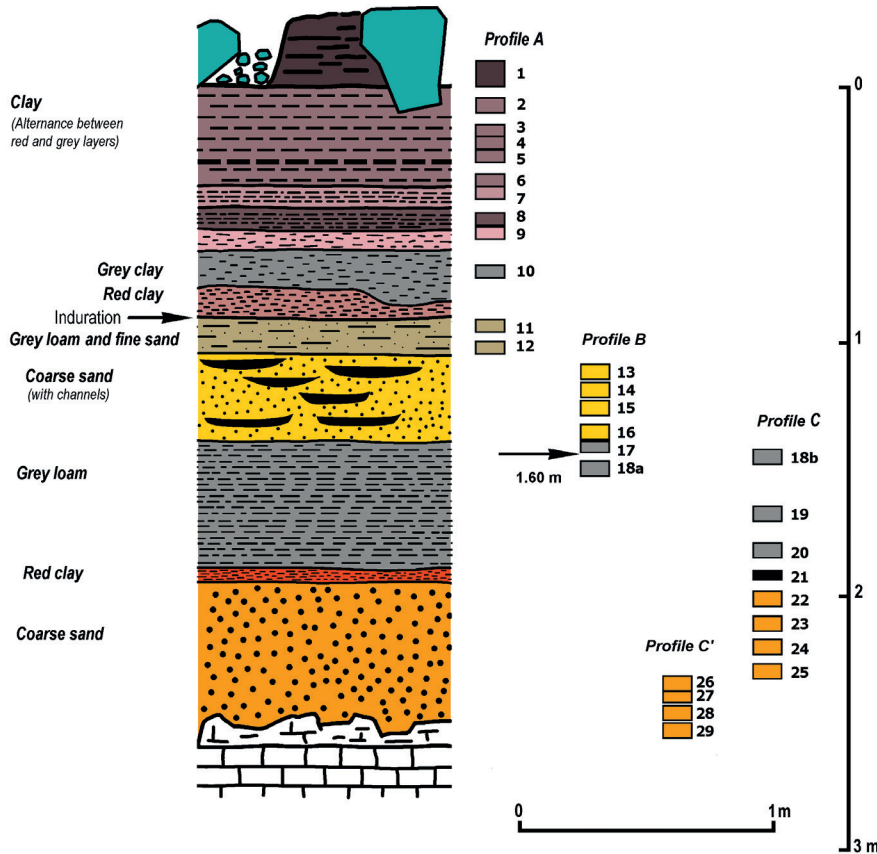 Profile A
1
0
2
Clay
(Alternance between
red and grey layers)
3
4
5
6
7
8
9
Grey clay
10
Red clay
Induration
11
Grey loam and fine sand
12
Profile B
1
Coarse sand
(with channels)
13
14
15
16
17
18a
1.60 m
Profile C
18b
Grey loam
19
20
Red clay
21
2
22
Coarse sand
23
24
25
Profile C'
26
27
28
29
0
1m
3 m